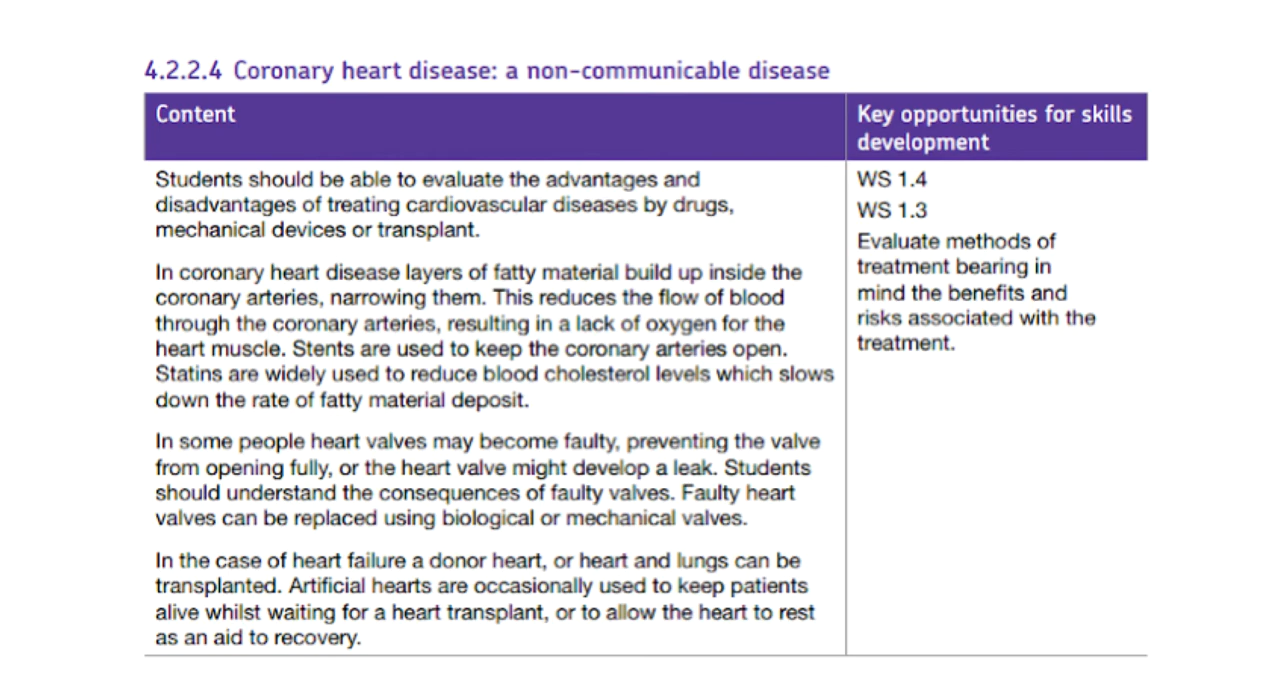 4.2.2.4 Coronary heart disease: a non-communicable disease
Content
Key opportunities for skills
development
Students should be able to evaluate the advantages and
disadvantages of treating cardiovascular diseases by drugs,
mechanical devices or transplant.
In coronary heart disease layers of fatty material build up inside the
coronary arteries, narrowing them. This reduces the flow of blood
through the coronary arteries, resulting in a lack of oxygen for the
heart muscle. Stents are used to keep the coronary arteries open.
Statins are widely used to reduce blood cholesterol levels which slows
down the rate of fatty material deposit.
In some people heart valves may become faulty, preventing the valve
from opening fully, or the heart valve might develop a leak. Students
should understand the consequences of faulty valves. Faulty heart
valves can be replaced using biological or mechanical valves.
In the case of heart failure a donor heart, or heart and lungs can be
transplanted. Artificial hearts are occasionally used to keep patients
alive whilst waiting for a heart transplant, or to allow the heart to rest
as an aid to recovery.
WS 1.4
WS 1.3
Evaluate methods of
treatment bearing in
mind the benefits and
risks associated with the
treatment.